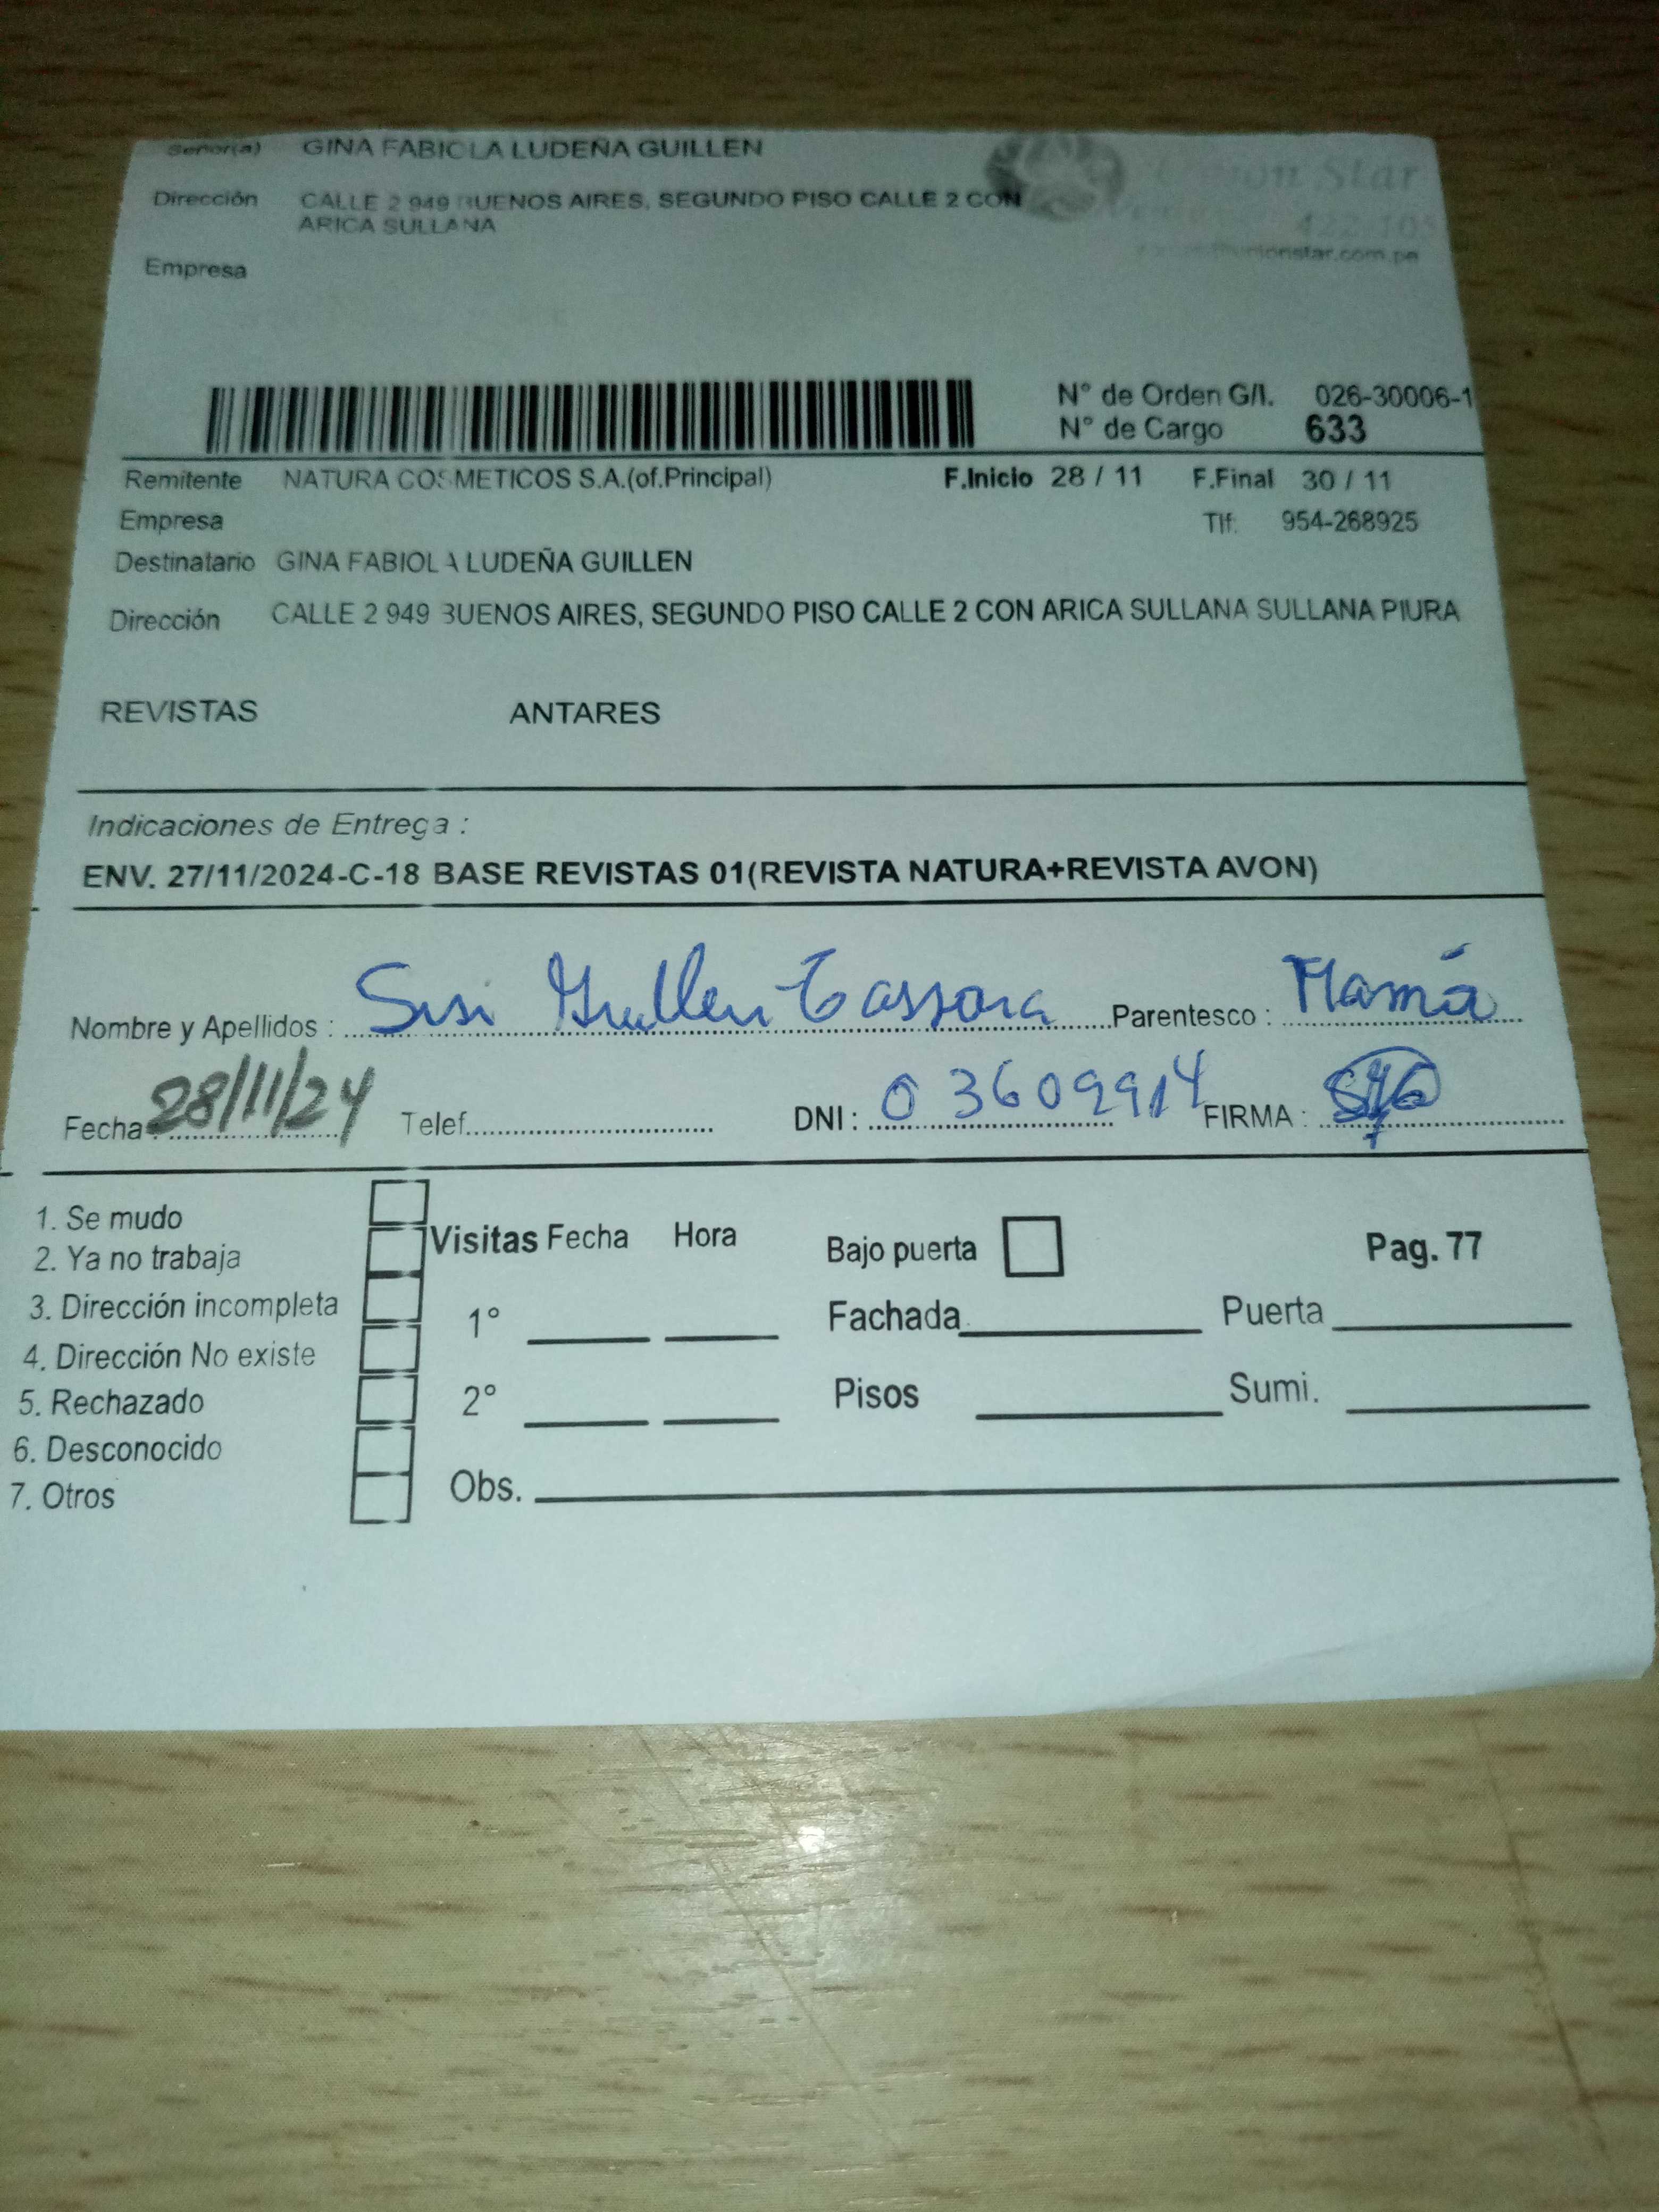 Señor(a) GINA FABIOLA LUDEÑA GUILLEN
Dirección CALLE 2 949 BUENOS AIRES, SEGUNDO PISO CALLE 2 CON
ARICA SULLANA
Star
Empresa
N° de Orden G/I. 026-30006-1
N° de Cargo 633
Remitente NATURA COSMETICOS S.A.(of.Principal) F.Inicio 28 / 11 F.Final 30 / 11
Empresa Tlf: 954-268925
Destinatario GINA FABIOLA LUDEÑA GUILLEN
Dirección CALLE 2 949 BUENOS AIRES, SEGUNDO PISO CALLE 2 CON ARICA SULLANA SULLANA PIURA
REVISTAS ANTARES
Indicaciones de Entrega :
ENV. 27/11/2024-C-18 BASE REVISTAS 01(REVISTA NATURA+REVISTA AVON)
Nombre y Apellidos : Sisi Guillen Parentesco : Mamá
Fecha : 28/11/24 Telef. DNI : 03609914 FIRMA :
1. Se mudo
2. Ya no trabaja Visitas Fecha Hora Bajo puerta Pag. 77
3. Dirección incompleta 1° Fachada Puerta
4. Dirección No existe
5. Rechazado 2° Pisos Sumi.
6. Desconocido
7. Otros Obs.